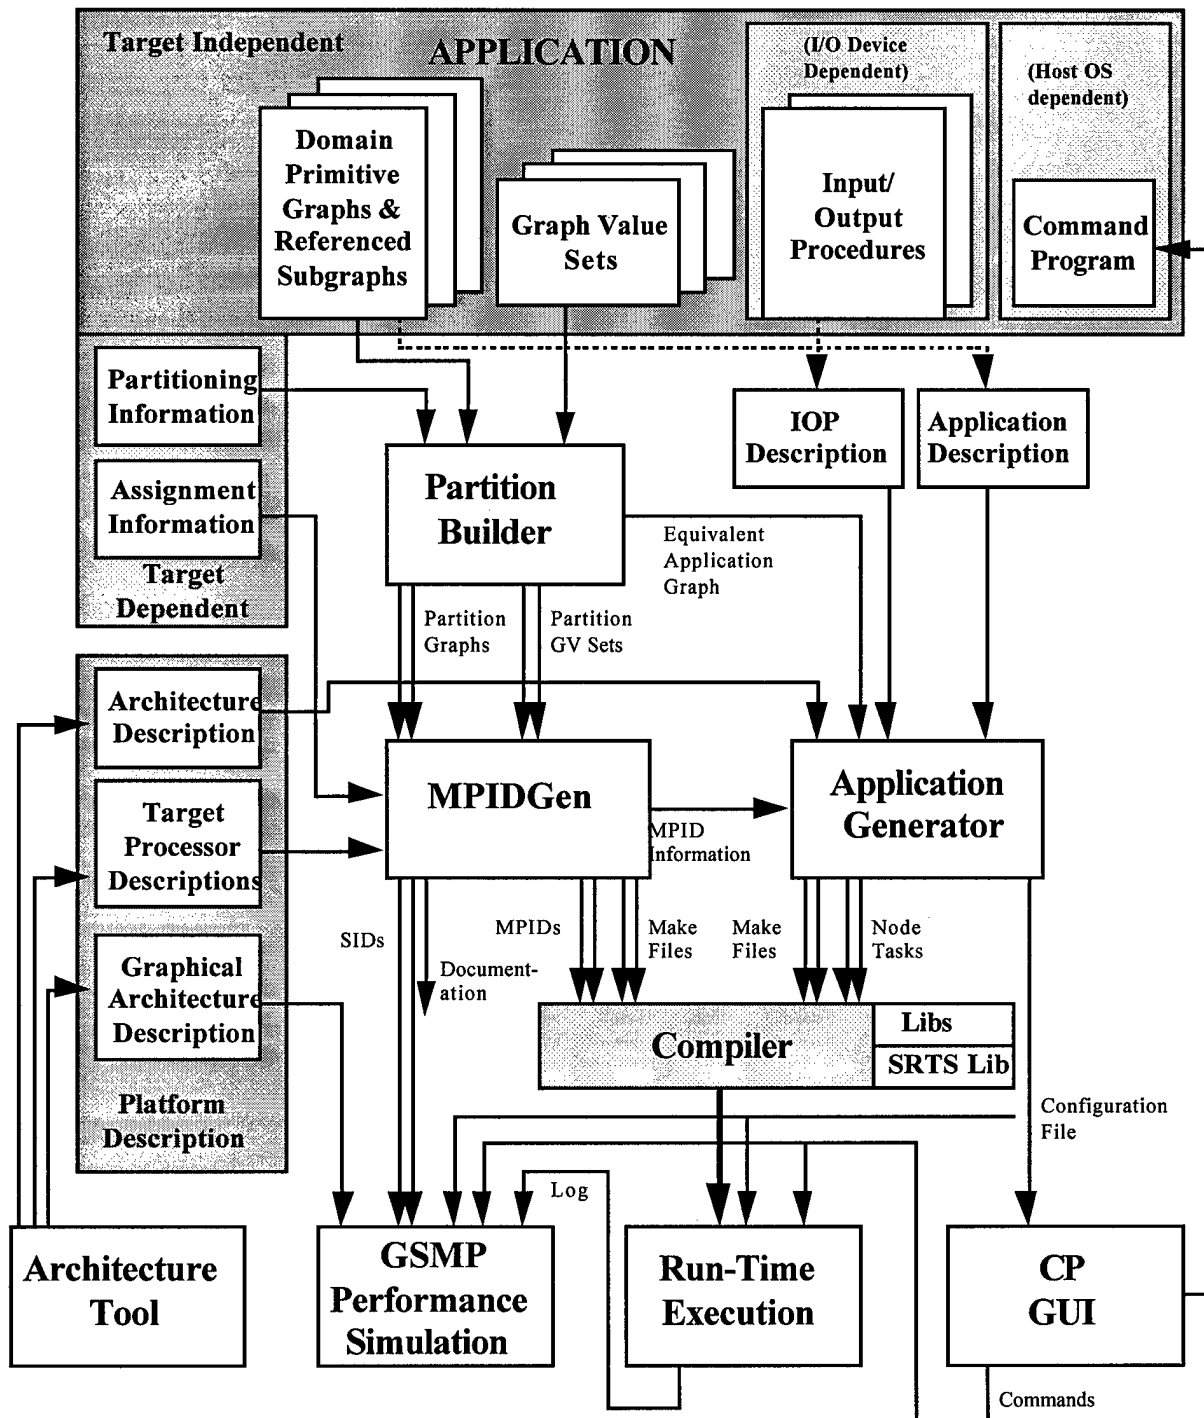 Target Independent
APPLICATION
(I/O Device
Dependent)
(Host OS
dependent)
Domain
Primitive
Graphs &
Referenced
Subgraphs
Graph Value
Sets
Input/
Output
Procedures
Command
Program
Partitioning
Information
Assignment
Information
Target
Dependent
IOP
Description
Application
Description
Partition
Builder
Equivalent
Application
Graph
Partition
Graphs
Partition
GV Sets
Architecture
Description
Target
Processor
Descriptions
Graphical
Architecture
Description
Platform
Description
MPIDGen
MPID
Information
Application
Generator
SIDs
Document-
ation
MPIDs
Make
Files
Make
Files
Node
Tasks
Compiler
Libs
SRTS Lib
Configuration
File
Log
Architecture
Tool
GSMP
Performance
Simulation
Run-Time
Execution
CP
GUI
Commands